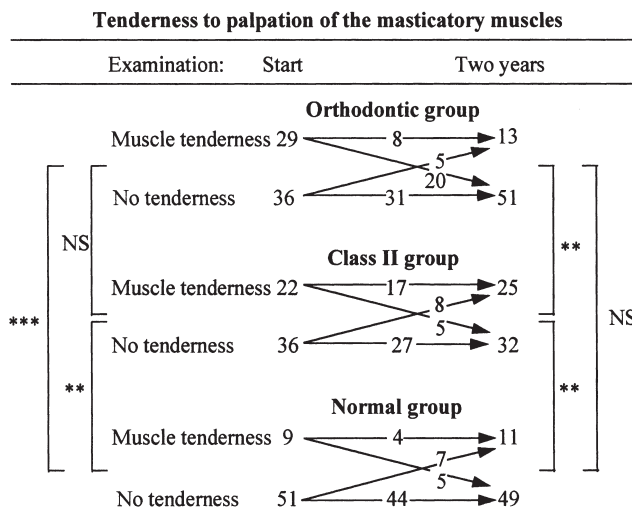 Tenderness to palpation of the masticatory muscles
Examination: Start Two years
Orthodontic group
Muscle tenderness 29 8 13
5
20
No tenderness 36 31 51
NS **
Class II group
Muscle tenderness 22 17 25
8
5
*** NS
No tenderness 36 27 32
** **
Normal group
Muscle tenderness 9 4 11
7
5
No tenderness 51 44 49